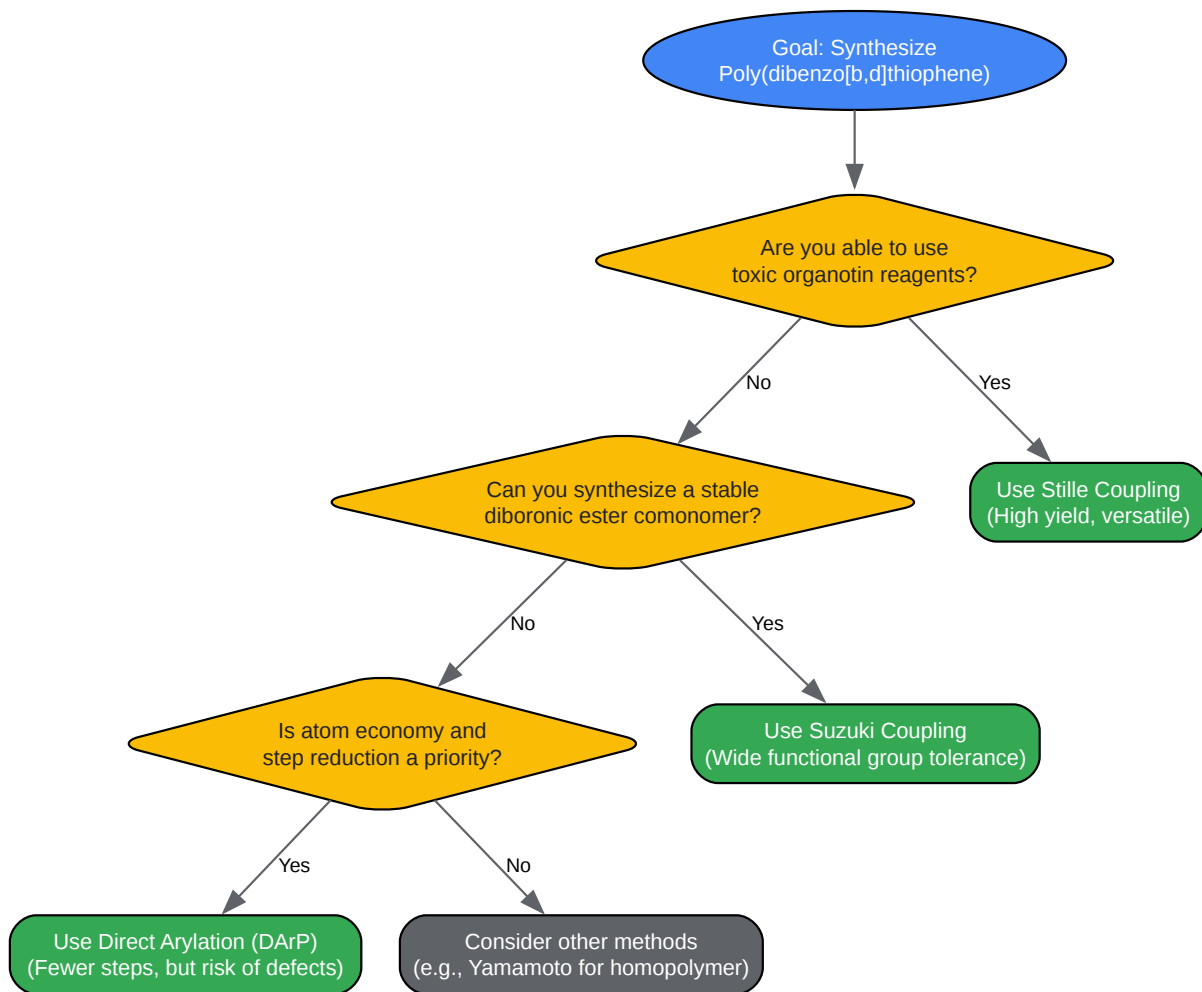 Goal: Synthesize
Poly(dibenzo[b,d]thiophene)
Are you able to use
toxic organotin reagents?
No
Yes
Can you synthesize a stable
diboronic ester comonomer?
Use Stille Coupling
(High yield, versatile)
No
Yes
Is atom economy and
step reduction a priority?
Use Suzuki Coupling
(Wide functional group tolerance)
Yes
No
Use Direct Arylation (DArP)
(Fewer steps, but risk of defects)
Consider other methods
(e.g., Yamamoto for homopolymer)